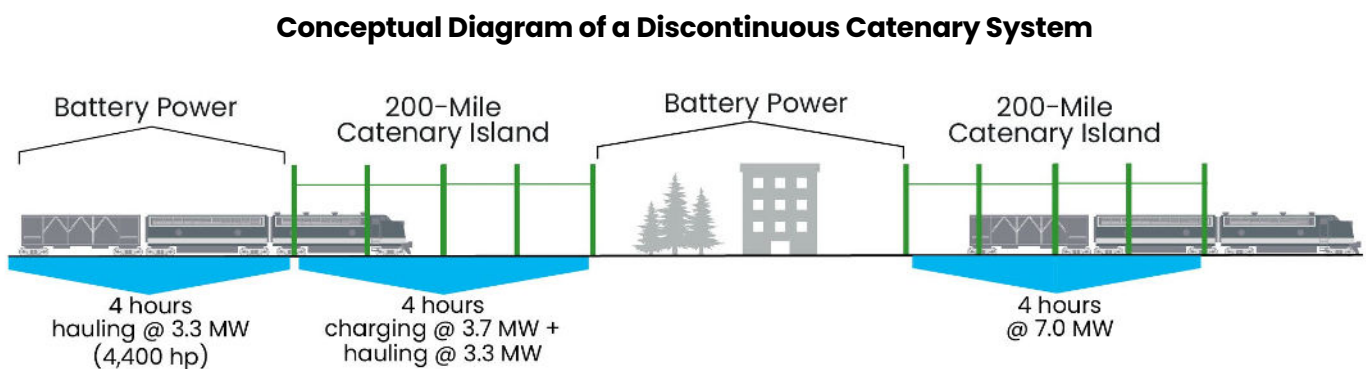 Conceptual Diagram of a Discontinuous Catenary System
Battery Power
200-Mile
Catenary Island
Battery Power
200-Mile
Catenary Island
4 hours
hauling @ 3.3 MW
(4,400 hp)
4 hours
charging @ 3.7 MW +
hauling @ 3.3 MW
4 hours
@ 7.0 MW